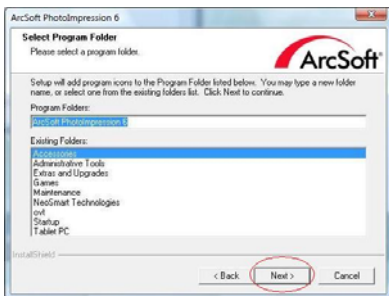 ArcSoft PhotoImpression 6
Select Program Folder
Please select a program folder.
ArcSoft
Setup will add program icons to the Program Folder listed below. You may type a new folder
name, or select one from the existing folders list. Click Next to continue.
Program Folders:
ArcSoft PhotoImpression 6
Existing Folders:
Accessories
Administrative Tools
Extras and Upgrades
Games
Maintenance
NeoSmart Technologies
ovt
Startup
Tablet PC
InstallShield
< Back
Next >
Cancel